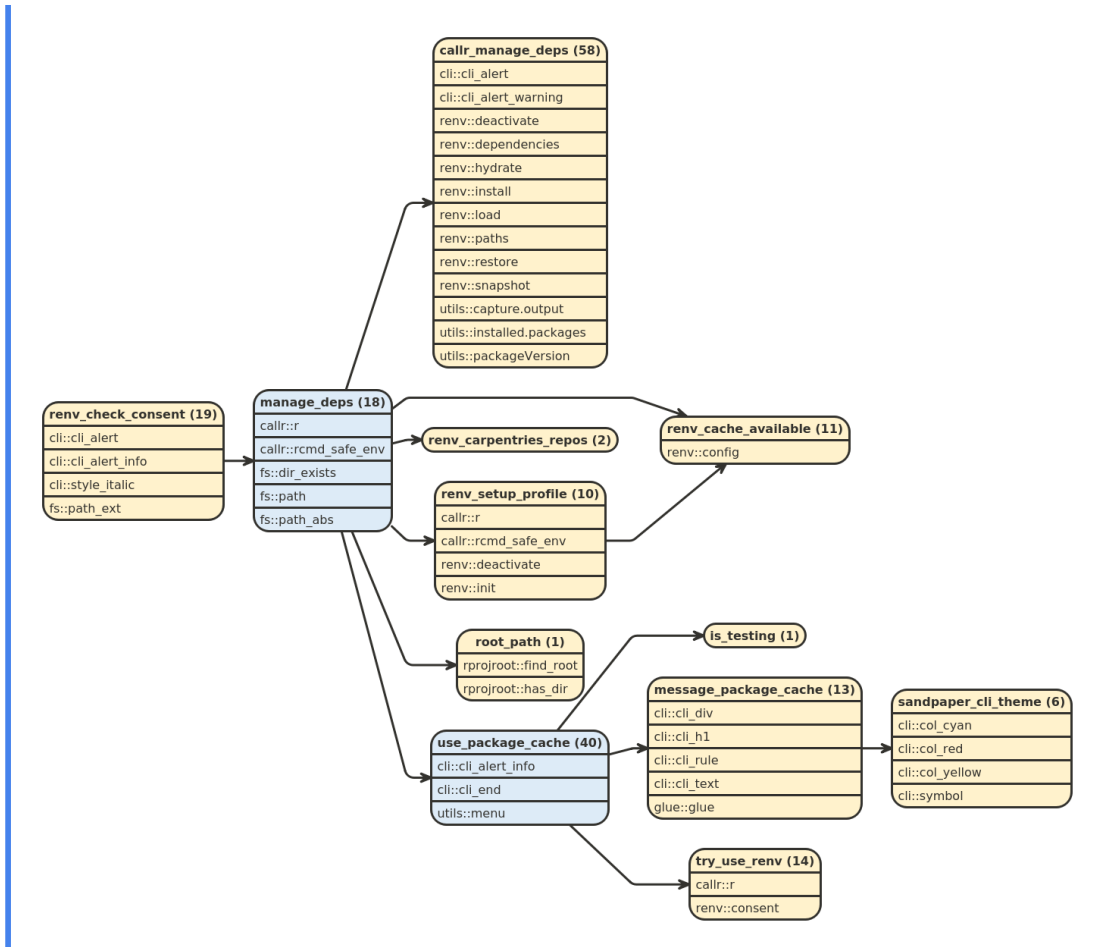 callr_manage_deps (58)
cli::cli_alert
cli::cli_alert_warning
renv::deactivate
renv::dependencies
renv::hydrate
renv::install
renv::load
renv::paths
renv::restore
renv::snapshot
utils::capture.output
utils::installed.packages
utils::packageVersion
renv_check_consent (19)
cli::cli_alert
cli::cli_alert_info
cli::style_italic
fs::path_ext
manage_deps (18)
callr::r
callr::rcmd_safe_env
fs::dir_exists
fs::path
fs::path_abs
renv_carpentries_repos (2)
renv_cache_available (11)
renv::config
renv_setup_profile (10)
callr::r
callr::rcmd_safe_env
renv::deactivate
renv::init
root_path (1)
rprojroot::find_root
rprojroot::has_dir
is_testing (1)
use_package_cache (40)
cli::cli_alert_info
cli::cli_end
utils::menu
message_package_cache (13)
cli::cli_div
cli::cli_h1
cli::cli_rule
cli::cli_text
glue::glue
sandpaper_cli_theme (6)
cli::col_cyan
cli::col_red
cli::col_yellow
cli::symbol
try_use_renv (14)
callr::r
renv::consent